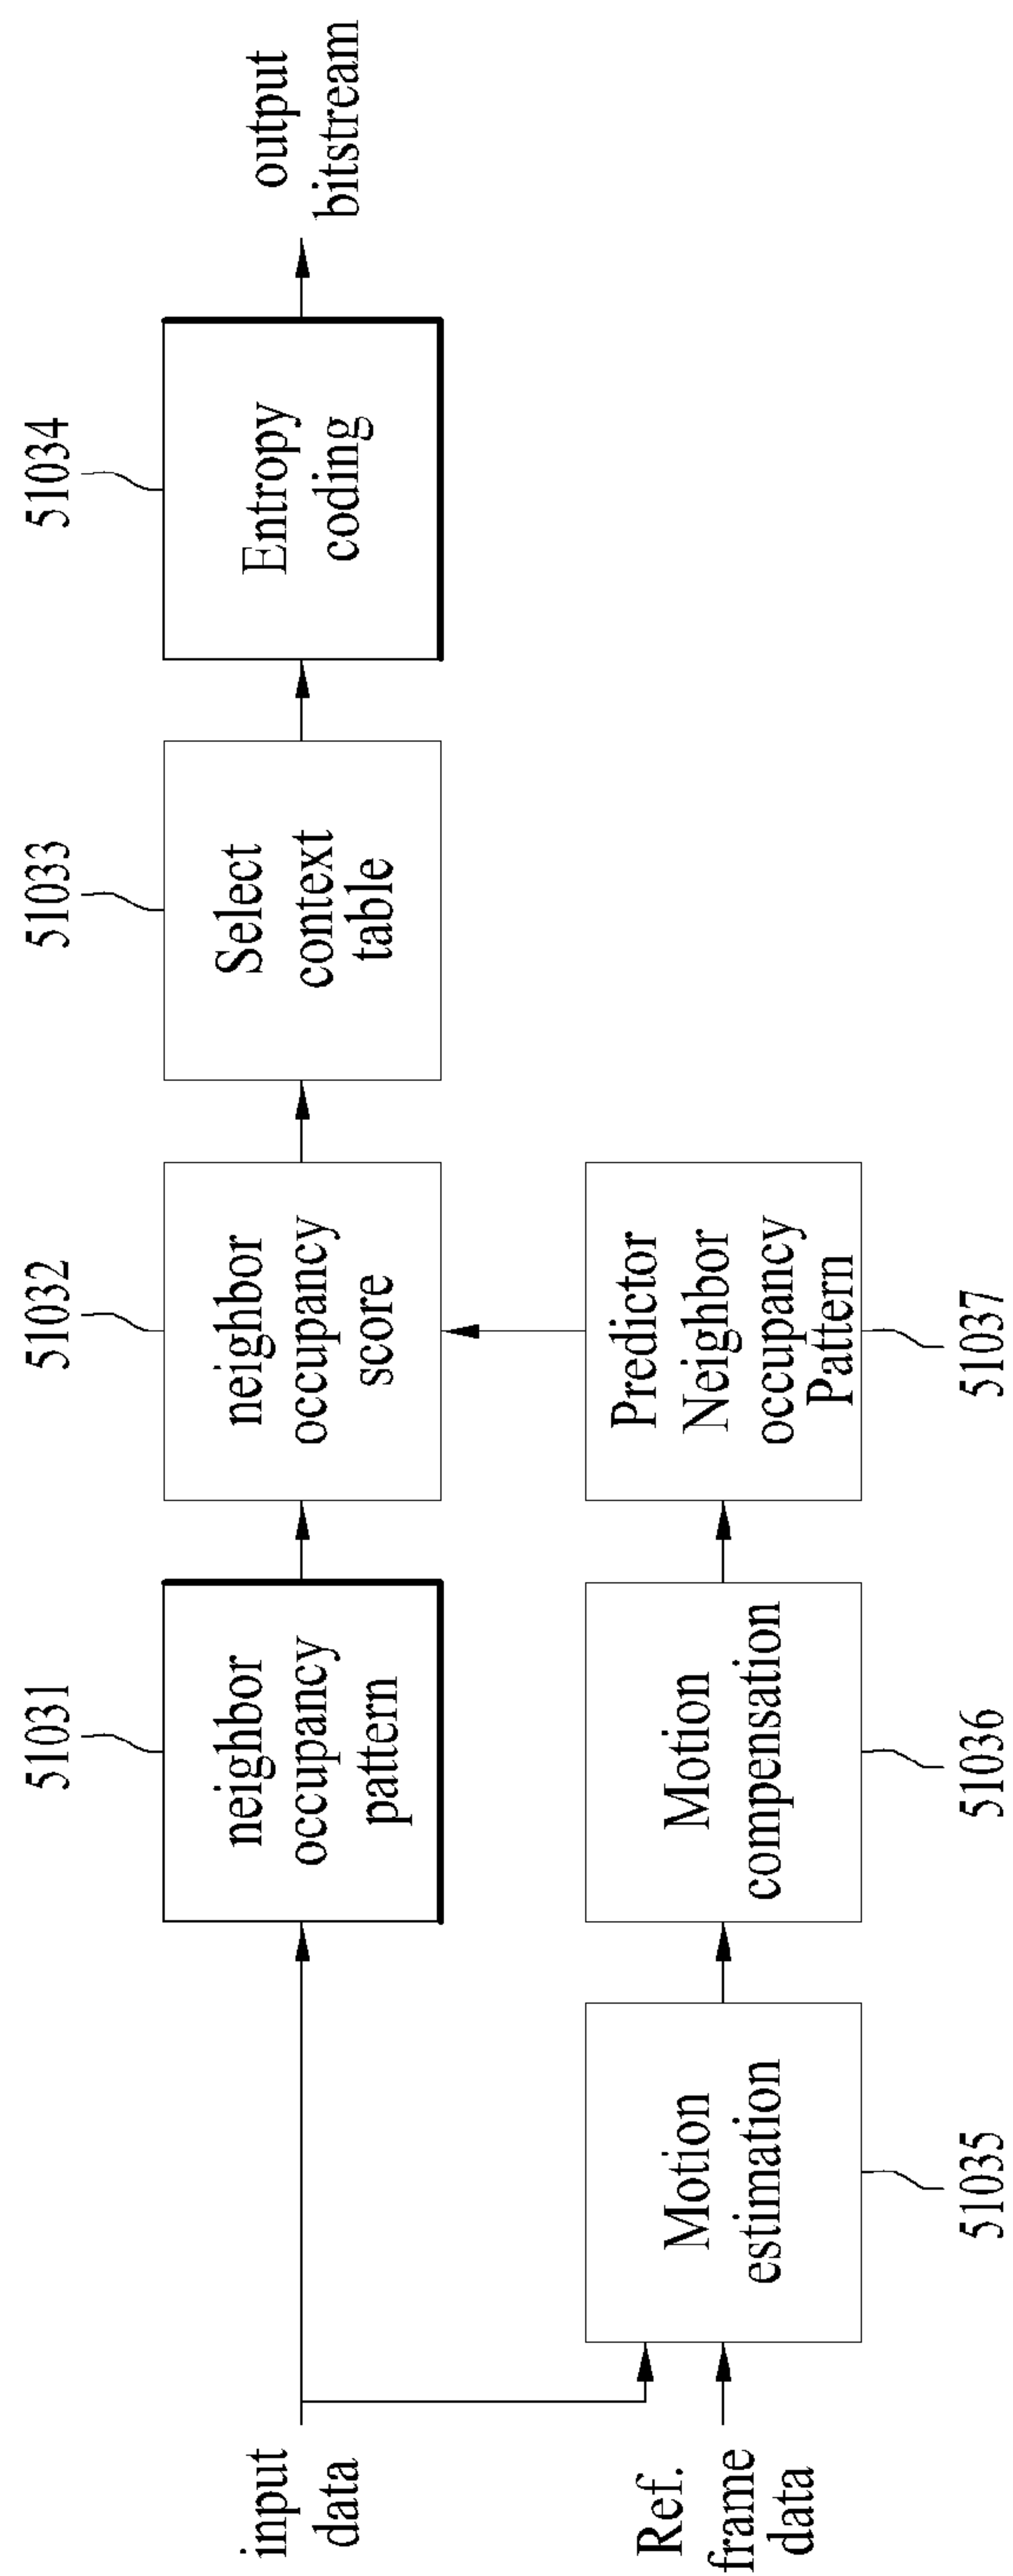 51031
51032
51033
51034
input
data
neighbor
occupancy
pattern
neighbor
occupancy
score
Select
context
table
Entropy
coding
output
bitstream
Ref.
frame
data
Motion
estimation
Motion
compensation
Predictor
Neighbor
occupancy
Pattern
51035
51036
51037